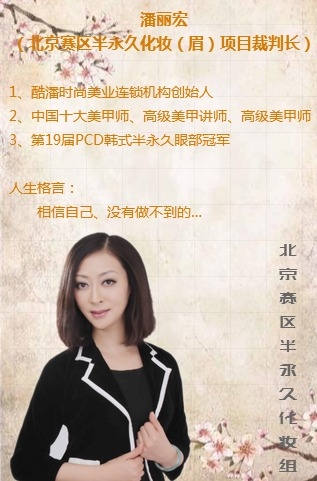 潘丽宏
（北京赛区半永久化妆（眉）项目裁判长）
1、酷潘时尚美业连锁机构创始人
2、中国十大美甲师、高级美甲讲师、高级美甲师
3、第19届PCD韩式半永久眼部冠军
人生格言：
相信自己、没有做不到的...
北京赛区半永久化妆组